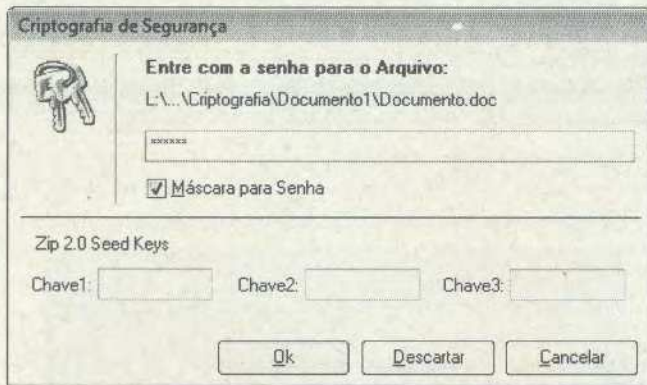 Criptografia de Segurança
Entre com a senha para o Arquivo:
L:\...\Criptografia\Documento1\Documento.doc
xxxxxx
Máscara para Senha
Zip 2.0 Seed Keys
Chave1: Chave2: Chave3:
Ok Descartar Cancelar